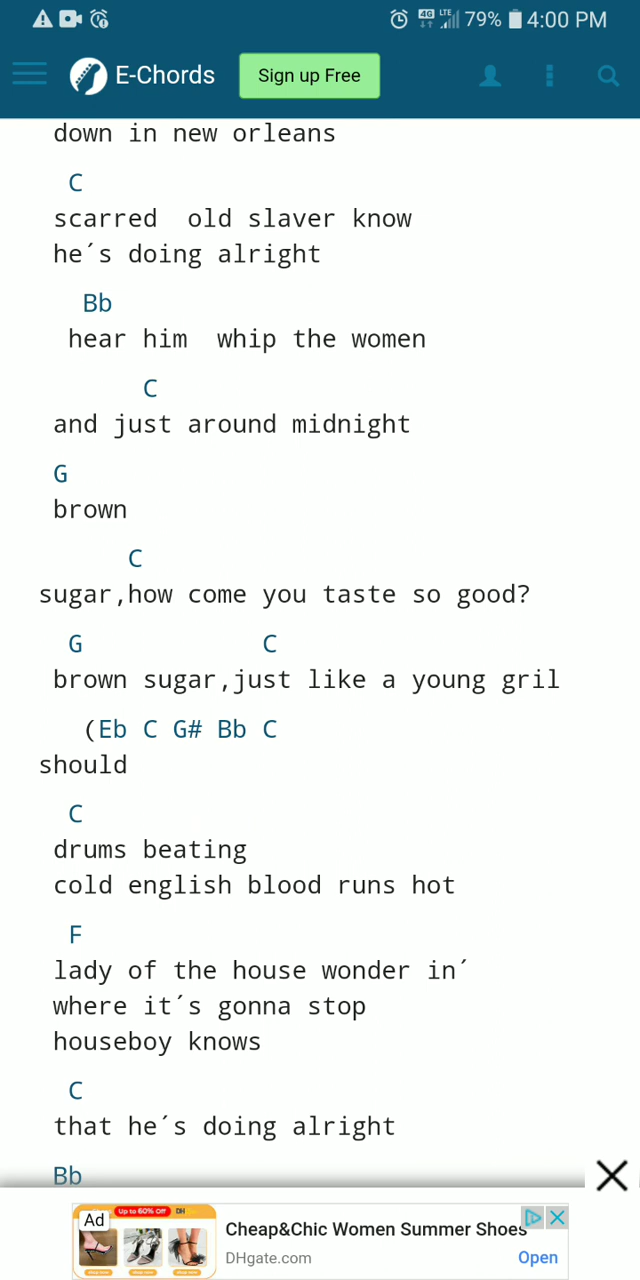 4G LTE 79% 4:00 PM
E-Chords Sign up Free
down in new orleans
C
scarred old slaver know
he´s doing alright
Bb
hear him whip the women
C
and just around midnight
G
brown
C
sugar,how come you taste so good?
G C
brown sugar,just like a young gril
(Eb C G# Bb C
should
C
drums beating
cold english blood runs hot
F
lady of the house wonder in´
where it´s gonna stop
houseboy knows
C
that he´s doing alright
Bb
Ad
Up to 60% Off DH
Cheap&Chic Women Summer Shoes
DHgate.com Open